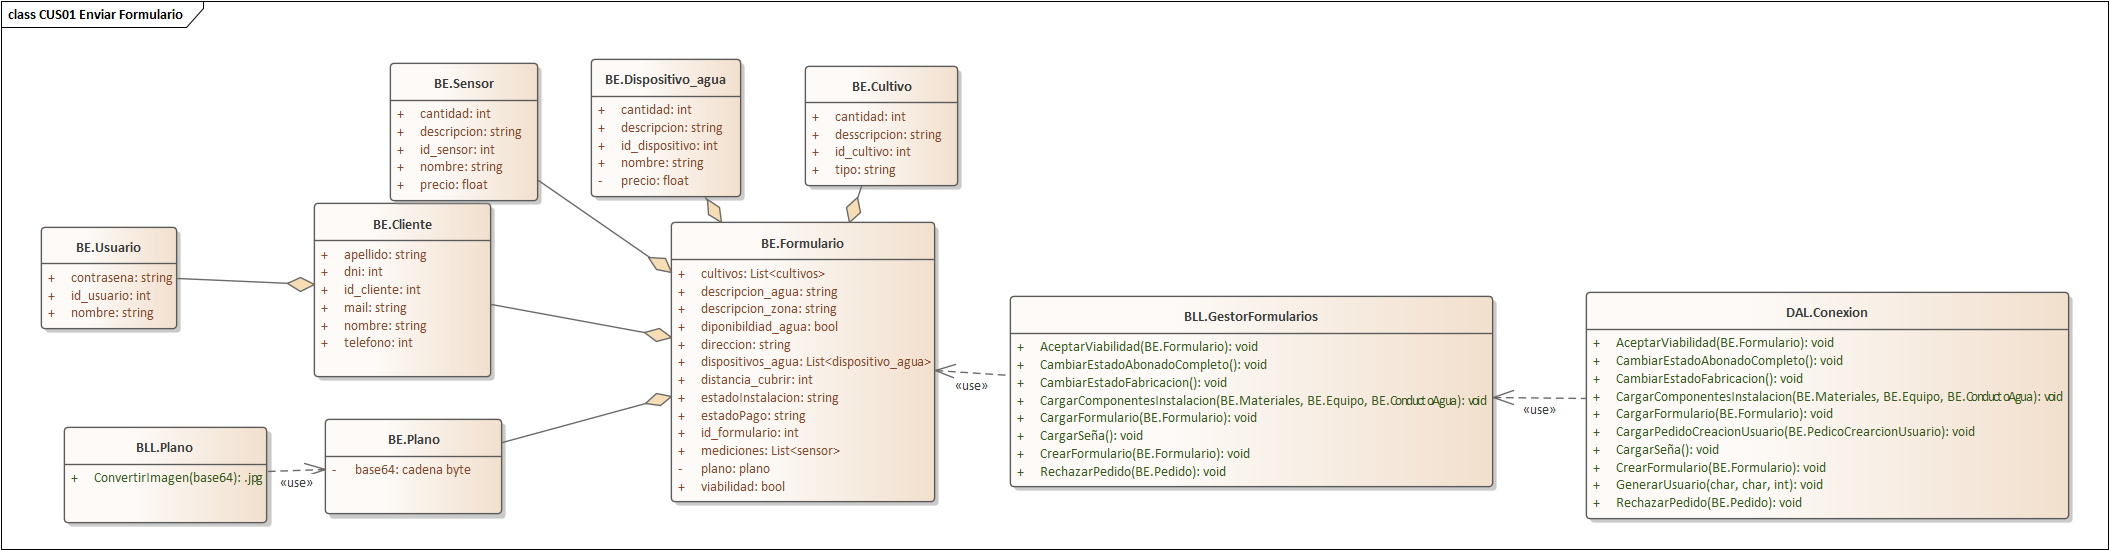 class CUS01 Enviar Formulario
BE.Sensor
+ cantidad: int
+ descripcion: string
+ id_sensor: int
+ nombre: string
+ precio: float
BE.Dispositivo_agua
+ cantidad: int
+ descripcion: string
+ id_dispositivo: int
+ nombre: string
- precio: float
BE.Cultivo
+ cantidad: int
+ desscripcion: string
+ id_cultivo: int
+ tipo: string
BE.Usuario
+ contrasena: string
+ id_usuario: int
+ nombre: string
BE.Cliente
+ apellido: string
+ dni: int
+ id_cliente: int
+ mail: string
+ nombre: string
+ telefono: int
BE.Formulario
+ cultivos: List<cultivos>
+ descripcion_agua: string
+ descripcion_zona: string
+ diponibildiad_agua: bool
+ direccion: string
+ dispositivos_agua: List<dispositivo_agua>
+ distancia_cubrir: int
+ estadoInstalacion: string
+ estadoPago: string
+ id_formulario: int
+ mediciones: List<sensor>
- plano: plano
+ viabilidad: bool
BLL.Plano
+ ConvertirImagen(base64): .jpg
«use»
BE.Plano
- base64: cadena byte
«use»
BLL.GestorFormularios
+ AceptarViabilidad(BE.Formulario): void
+ CambiarEstadoAbonadoCompleto(): void
+ CambiarEstadoFabricacion(): void
+ CargarComponentesInstalacion(BE.Materiales, BE.Equipo, BE.ConductoAgua): void
+ CargarFormulario(BE.Formulario): void
+ CargarSeña(): void
+ CrearFormulario(BE.Formulario): void
+ RechazarPedido(BE.Pedido): void
«use»
DAL.Conexion
+ AceptarViabilidad(BE.Formulario): void
+ CambiarEstadoAbonadoCompleto(): void
+ CambiarEstadoFabricacion(): void
+ CargarComponentesInstalacion(BE.Materiales, BE.Equipo, BE.ConductoAgua): void
+ CargarFormulario(BE.Formulario): void
+ CargarPedidoCreacionUsuario(BE.PedicoCrearcionUsuario): void
+ CargarSeña(): void
+ CrearFormulario(BE.Formulario): void
+ GenerarUsuario(char, char, int): void
+ RechazarPedido(BE.Pedido): void